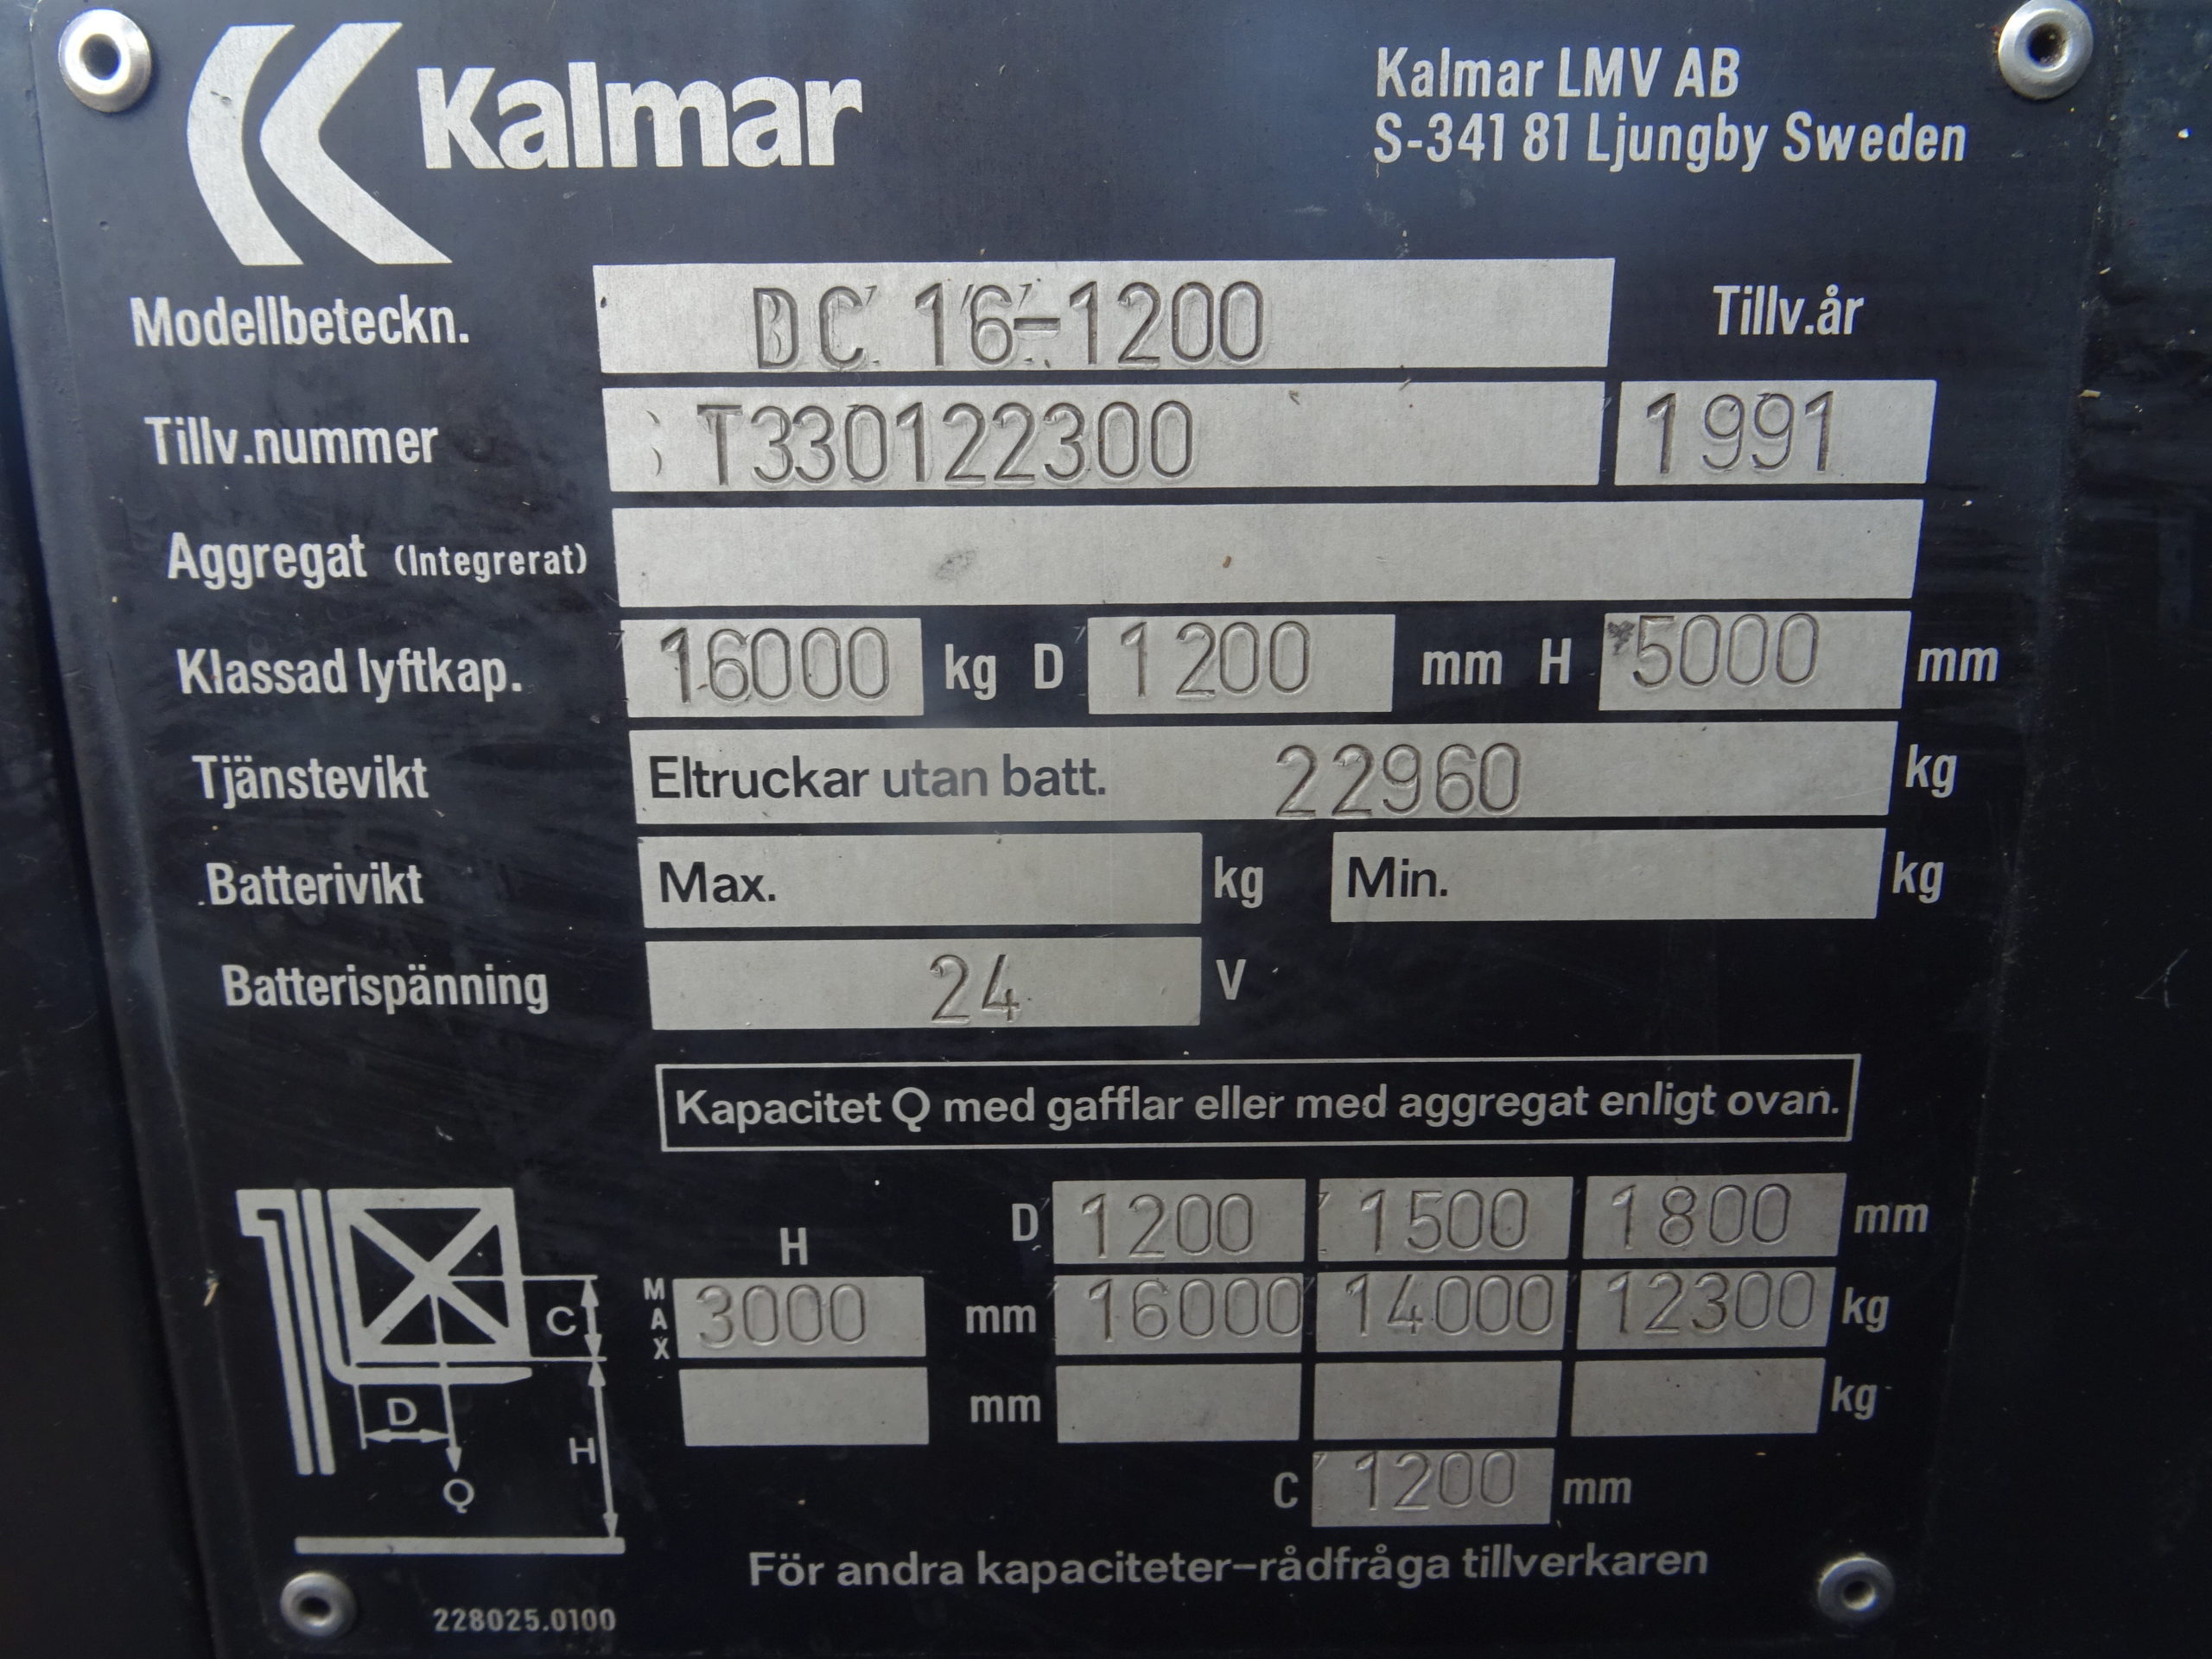 Kalmar
Kalmar LMV AB
S-341 81 Ljungby Sweden
Modellbeteckn. DC 16-1200 Tillv.år
Tillv.nummer T330122300 1991
Aggregat (Integrerat)
Klassad lyftkap. 16000 kg D 1200 mm H 5000 mm
Tjänstevikt Eltruckar utan batt. 22960 kg
Batterivikt Max. kg Min. kg
Batterispänning 24 V
Kapacitet Q med gafflar eller med aggregat enligt ovan.
H D 1200 1500 1800 mm
MAX 3000 mm 16000 14000 12300 kg
mm kg
C 1200 mm
C
D
H
Q
För andra kapaciteter-rådfråga tillverkaren
228025.0100